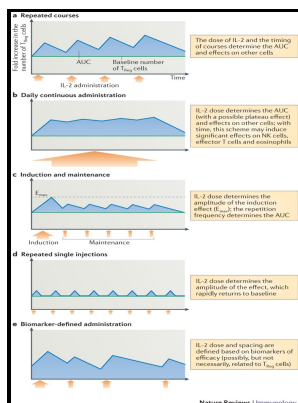 a Repeated courses
Fold increase in the
number of TReg cells
AUC
Baseline number
of TReg cells
Time
IL-2 administration
The dose of IL-2 and the timing
of courses determine the AUC
and effects on other cells
b Daily continuous administration
IL-2 dose determines the AUC
(with a possible plateau effect)
and effects on other cells; with
time, this scheme may induce
significant effects on NK cells,
effector T cells and eosinophils
c Induction and maintenance
Emax
Induction
Maintenance
IL-2 dose determines the
amplitude of the induction
effect (Emax); the repetition
frequency determines the AUC
d Repeated single injections
IL-2 dose determines the
amplitude of the effect, which
rapidly returns to baseline
e Biomarker-defined administration
IL-2 dose and spacing are
defined based on biomarkers of
efficacy (possibly, but not
necessarily, related to TReg cells)
Nature Reviews | Immunology